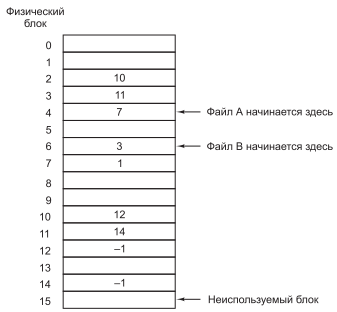 Физический
блок
0
1
2 10
3 11
4 7 Файл A начинается здесь
5
6 3 Файл B начинается здесь
7 1
8
9
10 12
11 14
12 –1
13
14 –1
15 Неиспользуемый блок